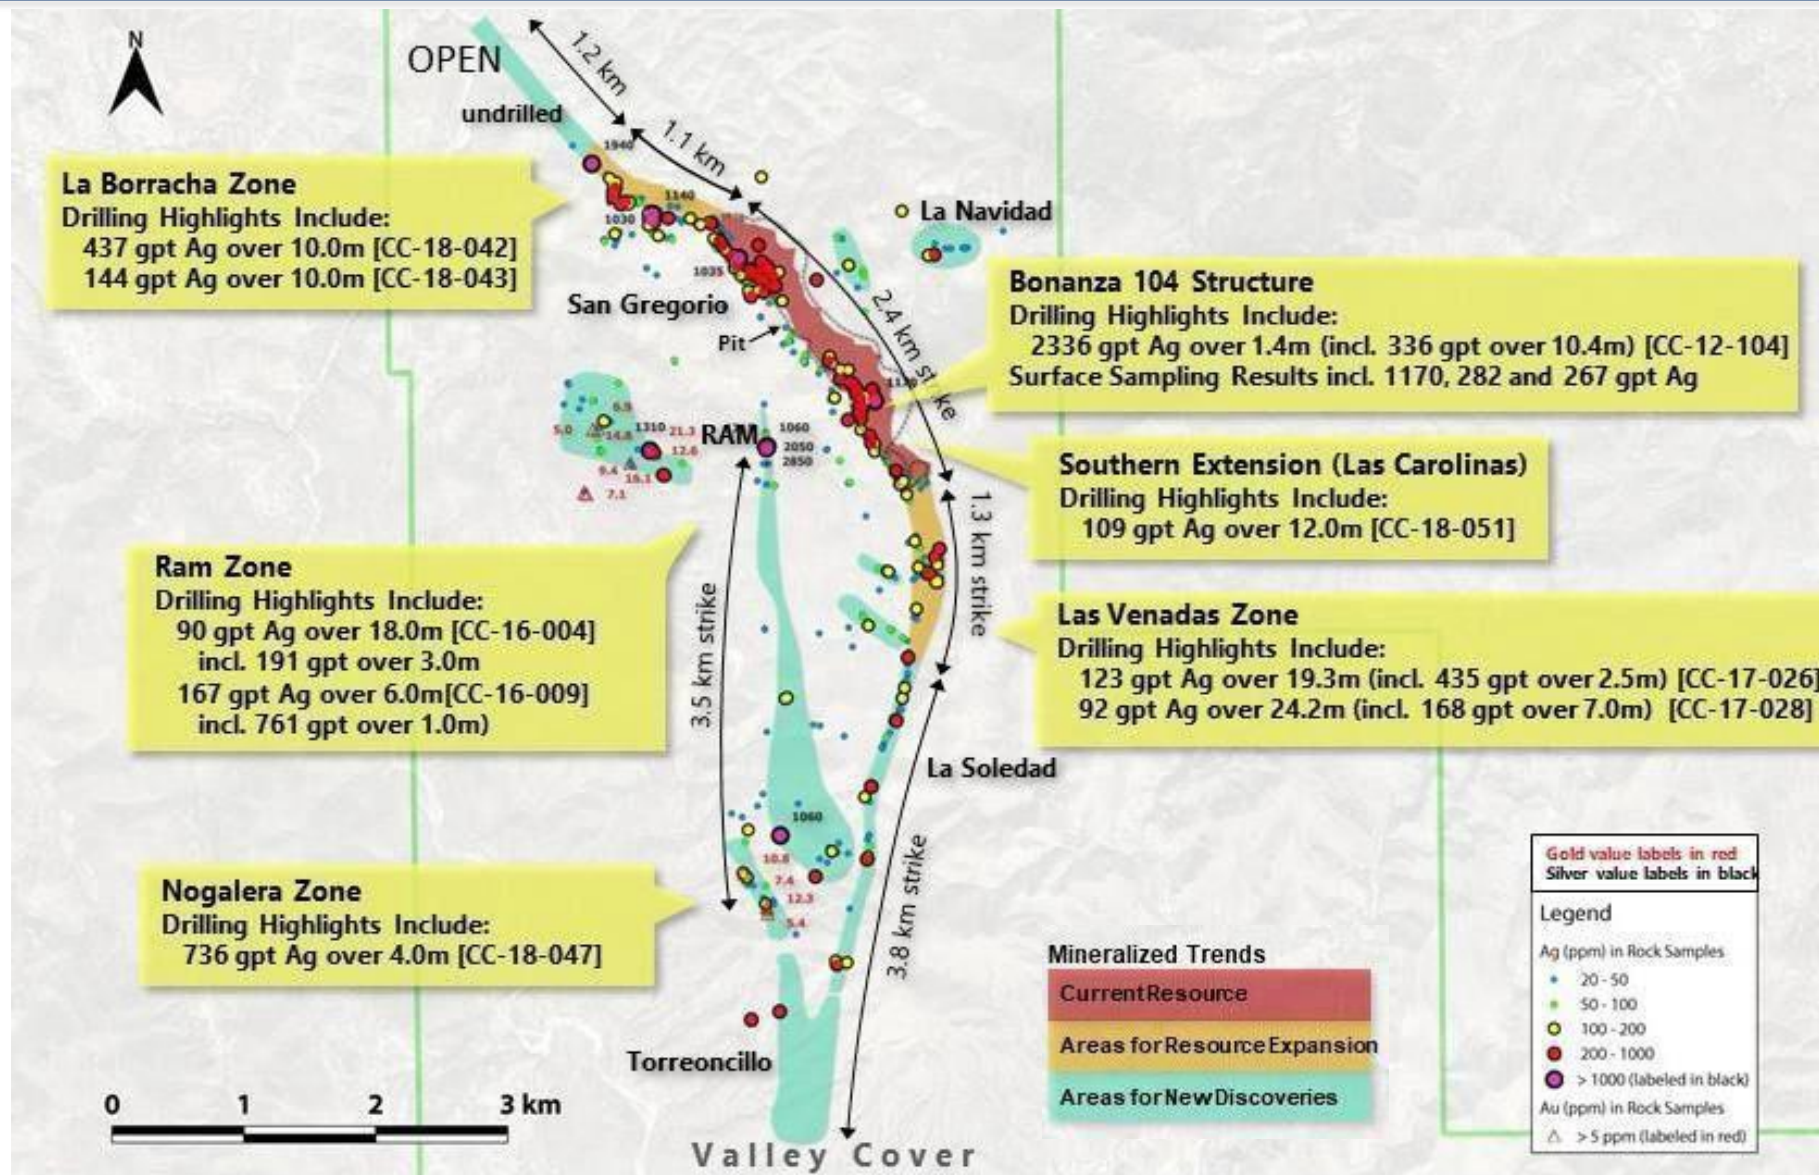 N
OPEN
undrilled
1.2 km
1.1 km
1940
La Borracha Zone
Drilling Highlights Include:
437 gpt Ag over 10.0m [CC-18-042]
144 gpt Ag over 10.0m [CC-18-043]
1140
1030
La Navidad
1035
San Gregorio
Pit
2.4 km strike
Bonanza 104 Structure
Drilling Highlights Include:
2336 gpt Ag over 1.4m (incl. 336 gpt over 10.4m) [CC-12-104]
Surface Sampling Results incl. 1170, 282 and 267 gpt Ag
6.9
5.0
14.8
1310
21.3
12.6
9.4
16.1
7.1
RAM
1060
2050
2850
Southern Extension (Las Carolinas)
Drilling Highlights Include:
109 gpt Ag over 12.0m [CC-18-051]
1.3 km strike
Ram Zone
Drilling Highlights Include:
90 gpt Ag over 18.0m [CC-16-004]
incl. 191 gpt over 3.0m
167 gpt Ag over 6.0m[CC-16-009]
incl. 761 gpt over 1.0m)
3.5 km strike
Las Venadas Zone
Drilling Highlights Include:
123 gpt Ag over 19.3m (incl. 435 gpt over 2.5m) [CC-17-026]
92 gpt Ag over 24.2m (incl. 168 gpt over 7.0m) [CC-17-028]
La Soledad
3.8 km strike
1060
10.8
7.4
12.3
5.4
Nogalera Zone
Drilling Highlights Include:
736 gpt Ag over 4.0m [CC-18-047]
Torreoncillo
Valley Cover
0 1 2 3 km
Mineralized Trends
Current Resource
Areas for Resource Expansion
Areas for New Discoveries
Gold value labels in red
Silver value labels in black
Legend
Ag (ppm) in Rock Samples
20 - 50
50 - 100
100 - 200
200 - 1000
> 1000 (labeled in black)
Au (ppm) in Rock Samples
> 5 ppm (labeled in red)